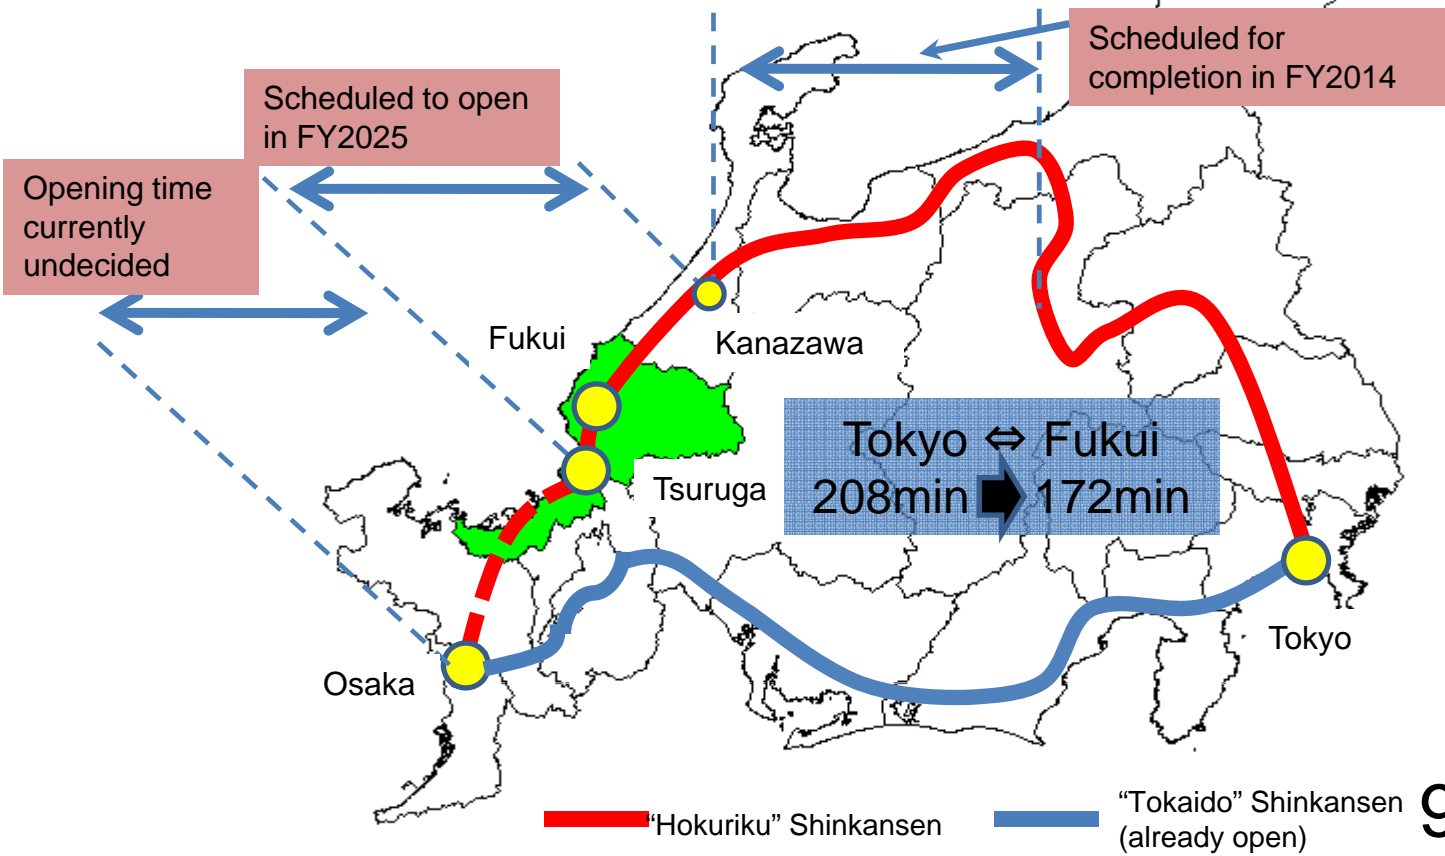 Scheduled for
completion in FY2014
Scheduled to open
in FY2025
Opening time
currently
undecided
Fukui
Kanazawa
Tokyo ⇔ Fukui
208min 172min
Tsuruga
Tokyo
Osaka
"Hokuriku" Shinkansen
“Tokaido” Shinkansen
(already open)
9